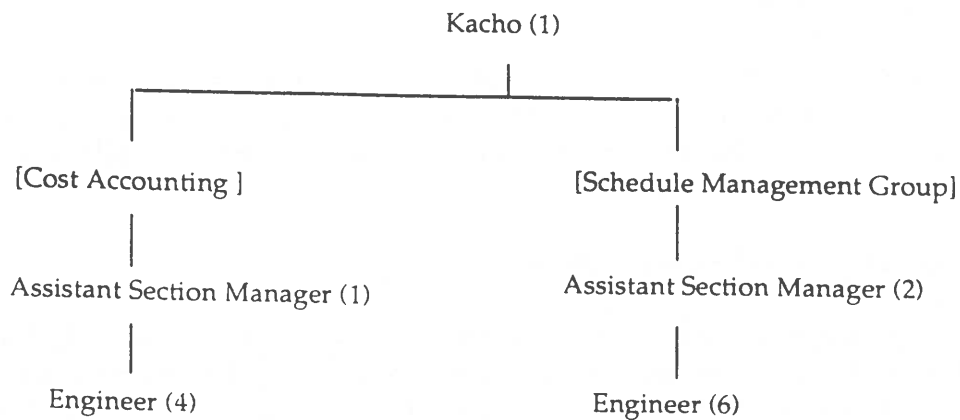 Kacho (1)
[Cost Accounting ]
[Schedule Management Group]
Assistant Section Manager (1)
Assistant Section Manager (2)
Engineer (4)
Engineer (6)